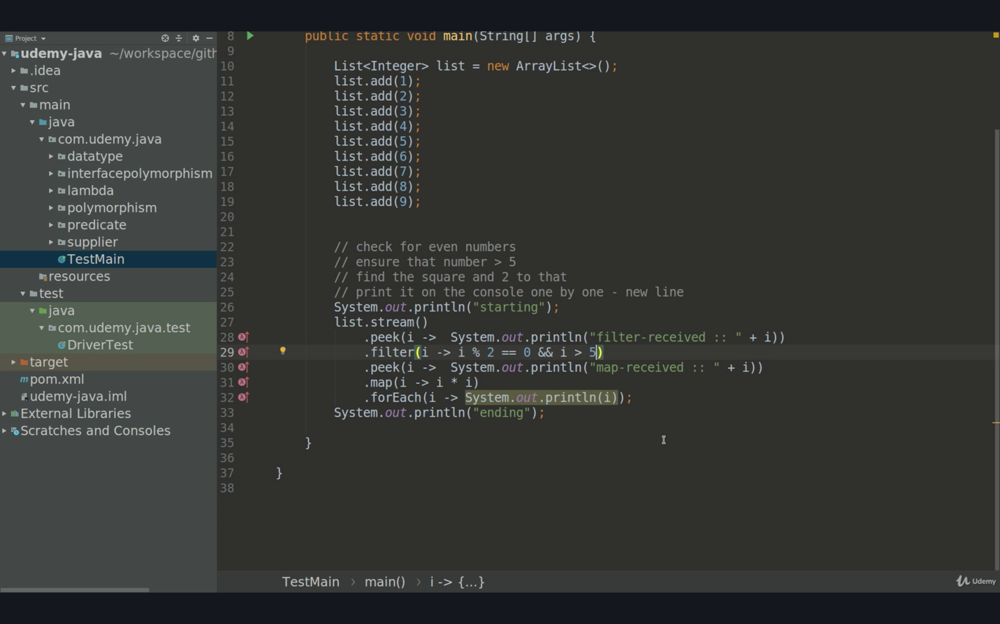 Project
udemy-java ~/workspace/gith
.idea
src
main
java
com.udemy.java
datatype
interfacepolymorphism
lambda
polymorphism
predicate
supplier
TestMain
resources
test
java
com.udemy.java.test
DriverTest
target
pom.xml
udemy-java.iml
External Libraries
Scratches and Consoles
8 public static void main(String[] args) {
9
10 List<Integer> list = new ArrayList<>();
11 list.add(1);
12 list.add(2);
13 list.add(3);
14 list.add(4);
15 list.add(5);
16 list.add(6);
17 list.add(7);
18 list.add(8);
19 list.add(9);
20
21
22 // check for even numbers
23 // ensure that number > 5
24 // find the square and 2 to that
25 // print it on the console one by one - new line
26 System.out.println("starting");
27 list.stream()
28 .peek(i -> System.out.println("filter-received :: " + i))
29 .filter(i -> i % 2 == 0 && i > 5)
30 .peek(i -> System.out.println("map-received :: " + i))
31 .map(i -> i * i)
32 .forEach(i -> System.out.println(i));
33 System.out.println("ending");
34
35 }
36
37 }
38
TestMain > main() > i -> {...}
Udemy